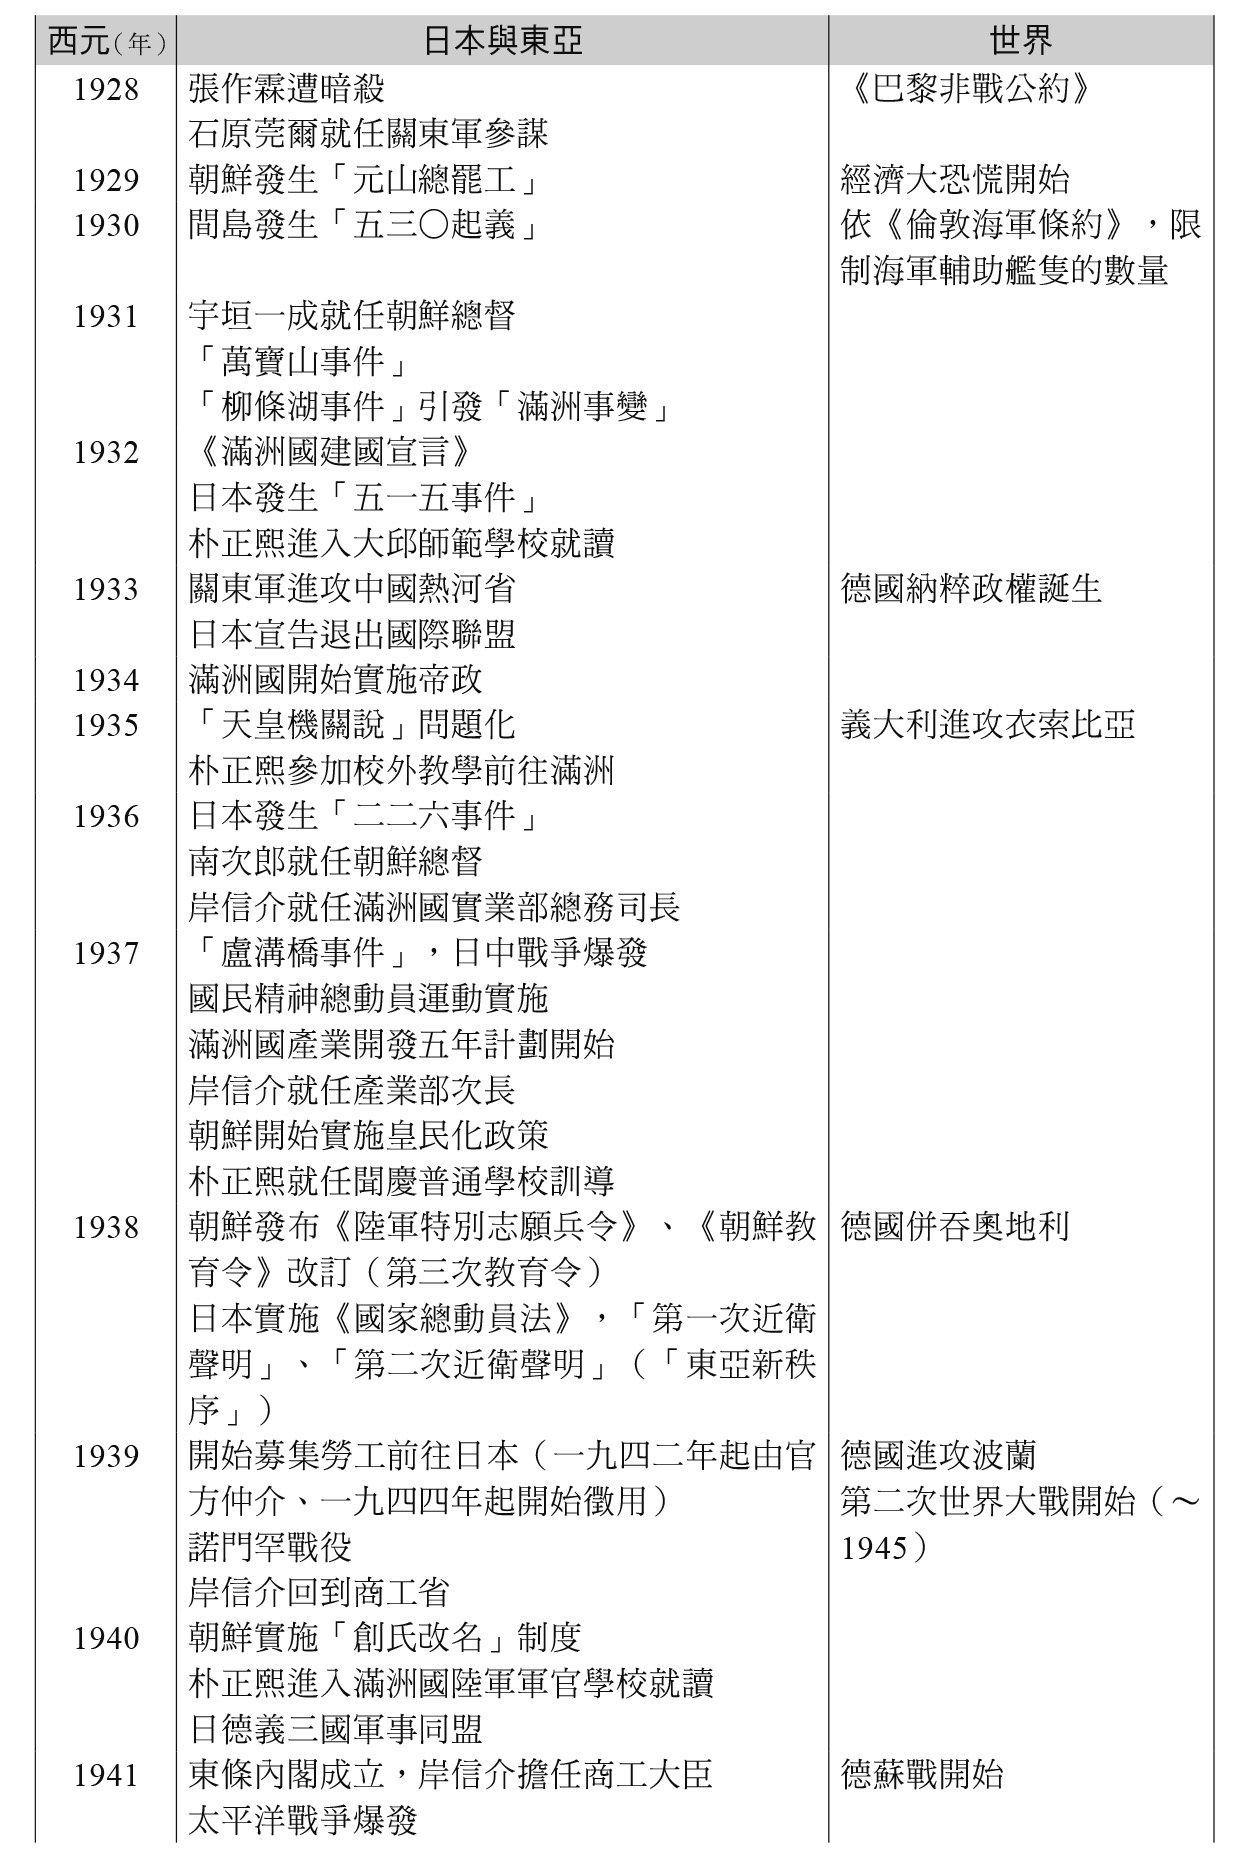 西元(年) 日本與東亞 世界
1928 張作霖遭暗殺 《巴黎非戰公約》
石原莞爾就任關東軍參謀
1929 朝鮮發生「元山總罷工」 經濟大恐慌開始
1930 間島發生「五三〇起義」 依《倫敦海軍條約》，限
制海軍輔助艦隻的數量
1931 宇垣一成就任朝鮮總督
「萬寶山事件」
「柳條湖事件」引發「滿洲事變」
1932 《滿洲國建國宣言》
日本發生「五一五事件」
朴正熙進入大邱師範學校就讀
1933 關東軍進攻中國熱河省 德國納粹政權誕生
日本宣告退出國際聯盟
1934 滿洲國開始實施帝政
1935 「天皇機關說」問題化 義大利進攻衣索比亞
朴正熙參加校外教學前往滿洲
1936 日本發生「二二六事件」
南次郎就任朝鮮總督
岸信介就任滿洲國實業部總務司長
1937 「盧溝橋事件」，日中戰爭爆發
國民精神總動員運動實施
滿洲國產業開發五年計劃開始
岸信介就任產業部次長
朝鮮開始實施皇民化政策
朴正熙就任聞慶普通學校訓導
1938 朝鮮發布《陸軍特別志願兵令》、《朝鮮教 德國併吞奧地利
育令》改訂（第三次教育令）
日本實施《國家總動員法》，「第一次近衛
聲明」、「第二次近衛聲明」（「東亞新秩
序」）
1939 開始募集勞工前往日本（一九四二年起由官 德國進攻波蘭
方仲介、一九四四年起開始徵用） 第二次世界大戰開始（～
諾門罕戰役 1945）
岸信介回到商工省
1940 朝鮮實施「創氏改名」制度
朴正熙進入滿洲國陸軍軍官學校就讀
日德義三國軍事同盟
1941 東條內閣成立，岸信介擔任商工大臣 德蘇戰開始
太平洋戰爭爆發